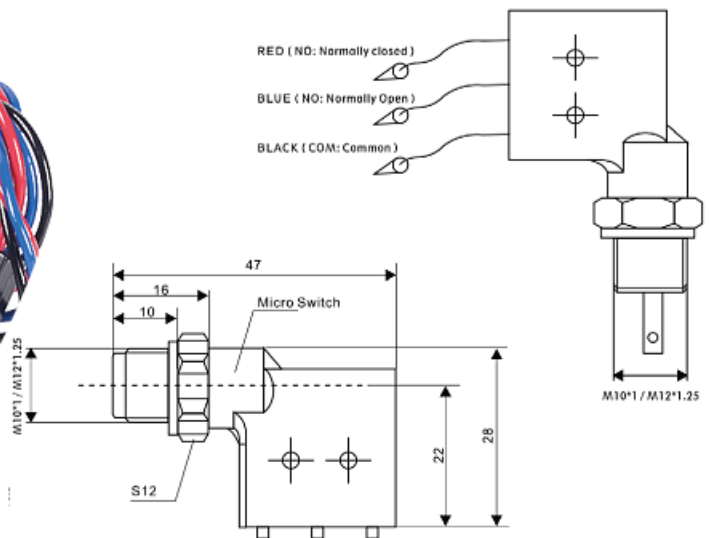 RED ( NO: Normally closed )
BLUE ( NO: Normally Open )
BLACK ( COM: Common )
47
16
10
Micro Switch
M10*1 / M12*1.25
M10*1 / M12*1.25
28
22
S12